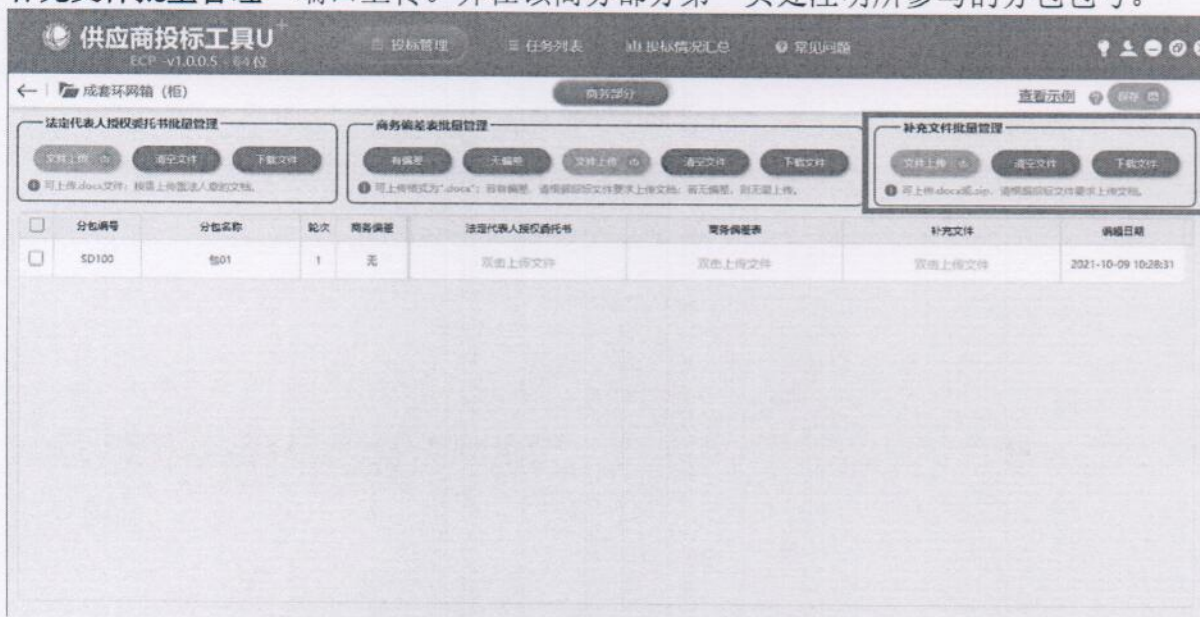 供应商投标工具U+
ECP -v1.0.0.5 - 64位
投标管理
任务列表
投标情况汇总
常见问题
成套环网箱（柜）
商务部分
查看示例
保存
法定代表人授权委托书批量管理
文件上传
清空文件
下载文件
可上传.docx文件；
商务偏差表批量管理
有偏差
无偏差
文件上传
清空文件
下载文件
可上传格式为".docx"；若有偏差，请根据招标文件要求上传文档；若无偏差，则无需上传。
补充文件批量管理
文件上传
清空文件
下载文件
可上传.docx或.zip，请根据招标文件要求上传文档。
分包编号 分包名称 轮次 商务偏差 法定代表人授权委托书 商务偏差表 补充文件 编辑日期
SD100 包01 1 无 双击上传文件 双击上传文件 双击上传文件 2021-10-09 10:28:31